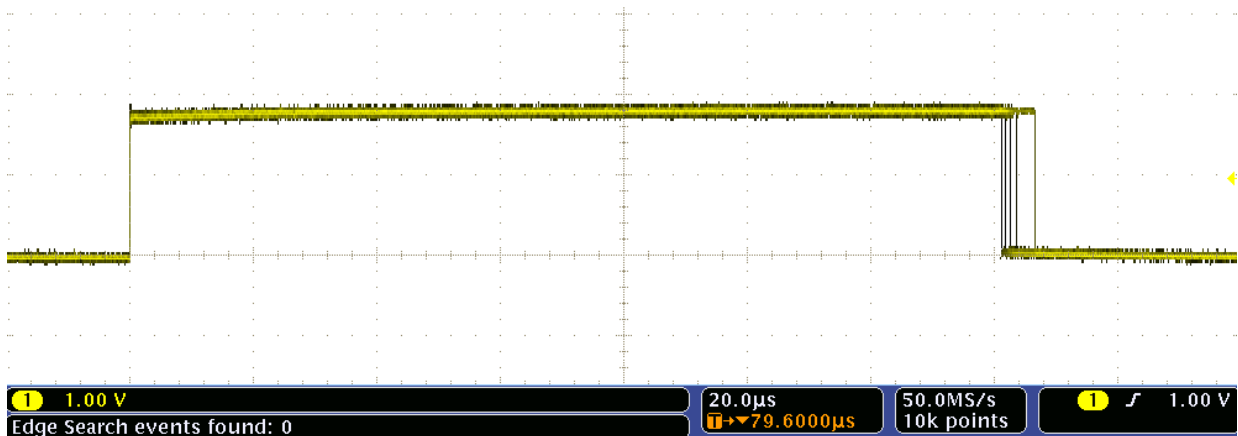 1 1.00 V
Edge Search events found: 0
20.0µs
T→▼79.6000µs
50.0MS/s
10k points
1 ƒ 1.00 V